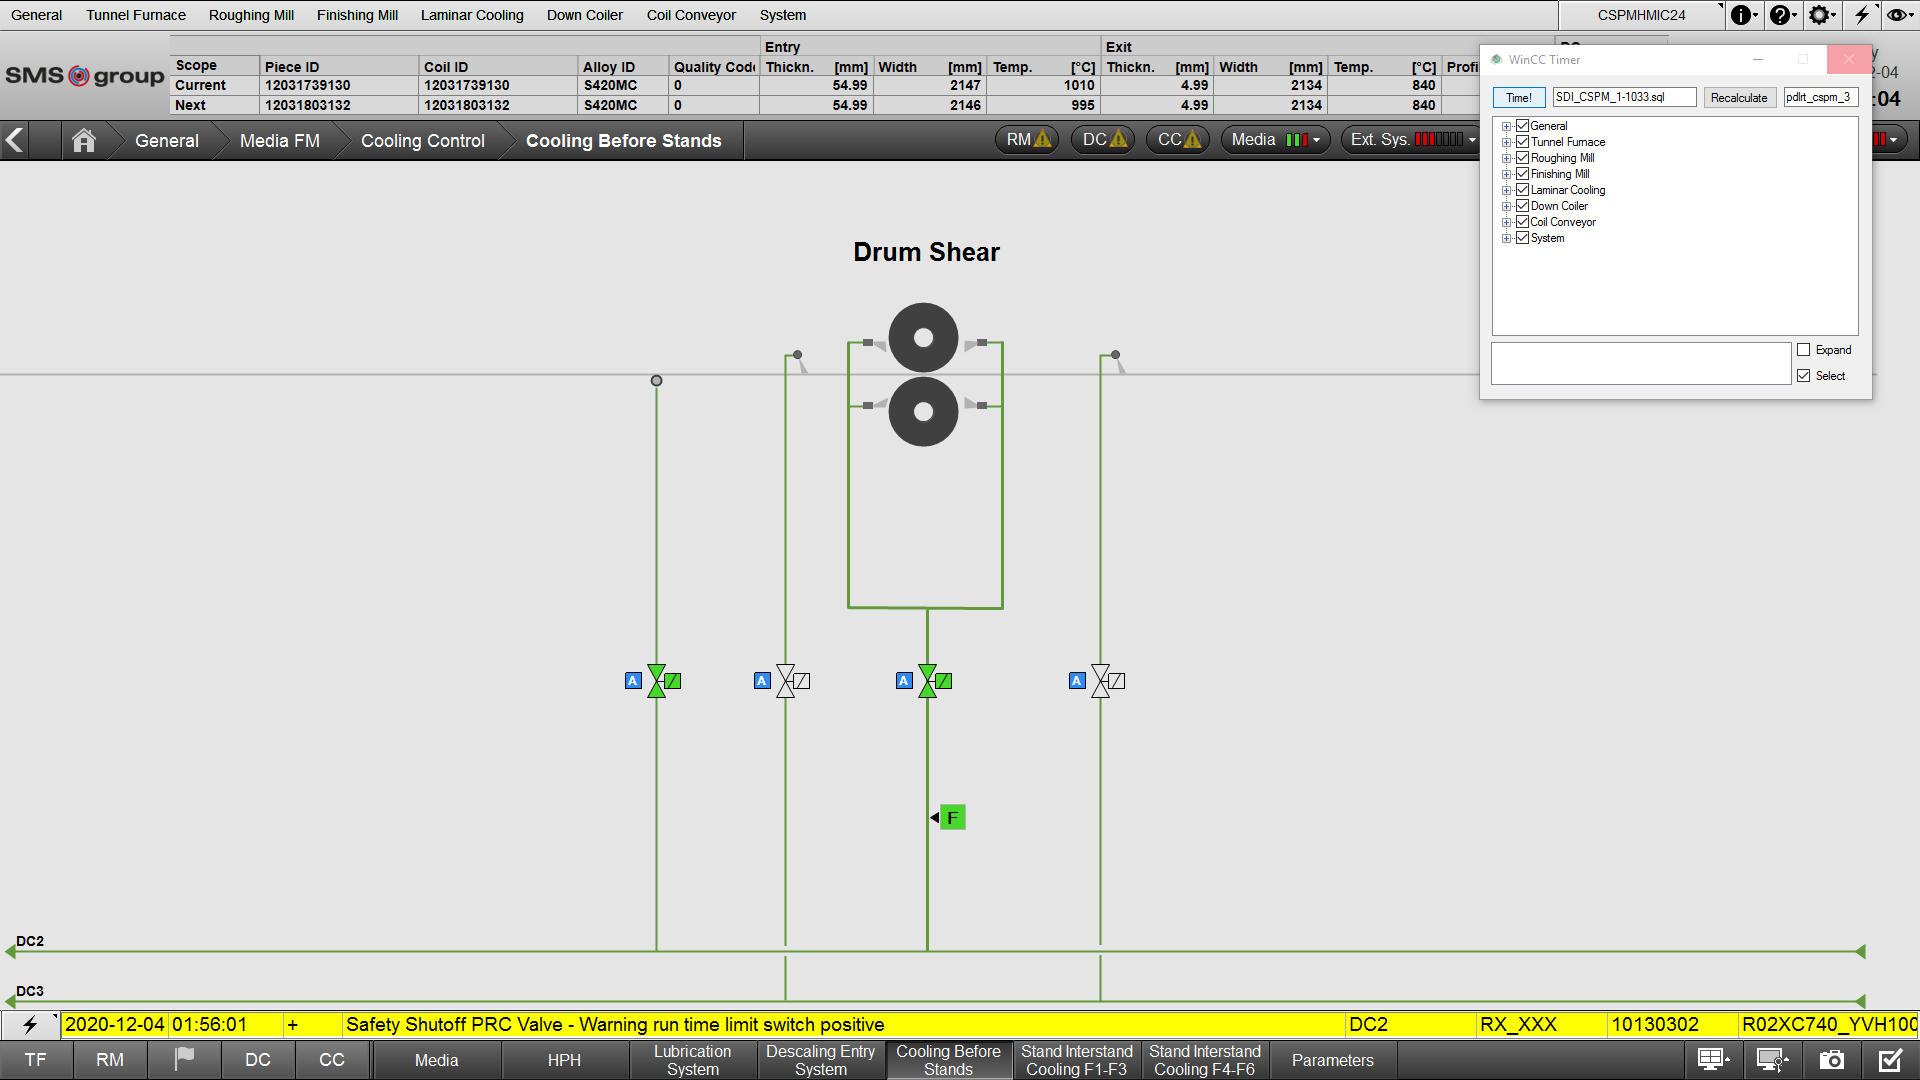 General Tunnel Furnace Roughing Mill Finishing Mill Laminar Cooling Down Coiler Coil Conveyor System CSPMHMIC24
SMS group
Entry Exit
Scope Piece ID Coil ID Alloy ID Quality Thickn. [mm] Width [mm] Temp. [°C] Thickn. [mm] Width [mm] Temp. [°C]
Current 12031739130 12031739130 S420MC 0 54.99 2147 1010 4.99 2134 840
Next 12031803132 12031803132 S420MC 0 54.99 2146 995 4.99 2134 840
General Media FM Cooling Control Cooling Before Stands RM DC CC Media Ext. Sys.
WinCC Timer
Time! SDI_CSPM_1-1033.sql Recalculate pdlrt_cspm_3
General
Tunnel Furnace
Roughing Mill
Finishing Mill
Laminar Cooling
Down Coiler
Coil Conveyor
System
Expand
Select
-04
:04
Drum Shear
A A A A
F
DC2
DC3
2020-12-04 01:56:01 + Safety Shutoff PRC Valve - Warning run time limit switch positive DC2 RX_XXX 10130302 R02XC740_YVH100
TF RM DC CC Media HPH Lubrication System Descaling Entry System Cooling Before Stands Stand Interstand Cooling F1-F3 Stand Interstand Cooling F4-F6 Parameters